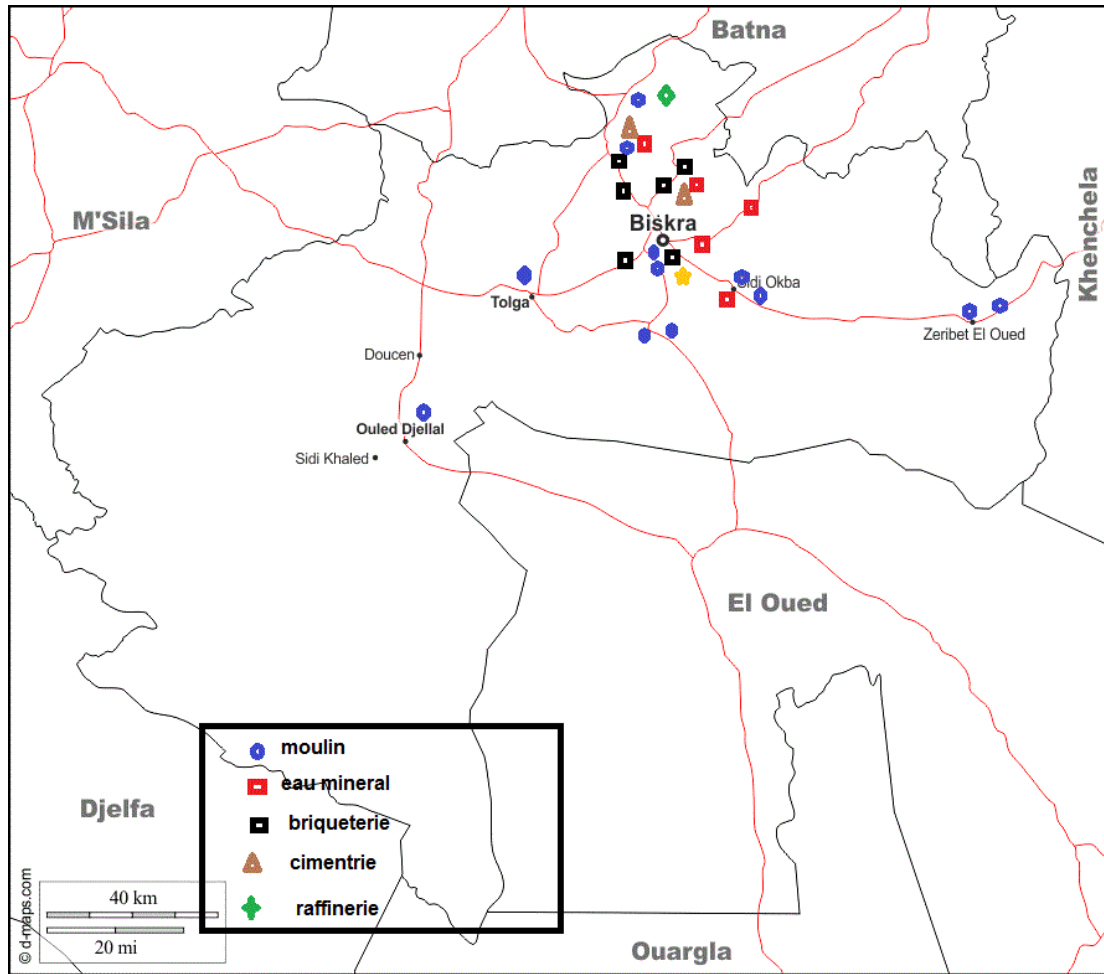 Batna
M'Sila
Biskra
Khenchela
Sidi Okba
Tolga
Zeribet El Oued
Doucen
Ouled Djellal
Sidi Khaled
El Oued
moulin
eau mineral
briqueterie
cimentrie
raffinerie
Djelfa
40 km
20 mi
© d-maps.com
Ouargla